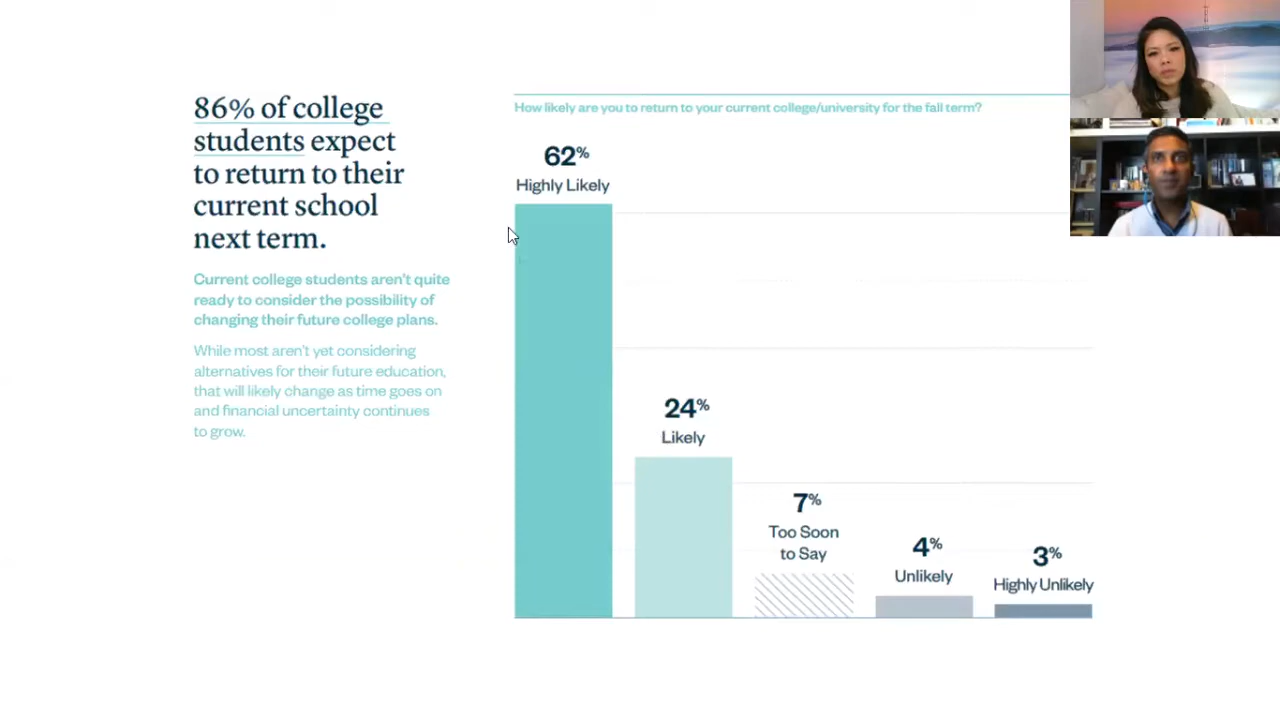 86% of college
students expect
to return to their
current school
next term.
Current college students aren't quite
ready to consider the possibility of
changing their future college plans.
While most aren't yet considering
alternatives for their future education,
that will likely change as time goes on
and financial uncertainty continues
to grow.
How likely are you to return to your current college/university for the fall term?
62%
Highly Likely
24%
Likely
7%
Too Soon
to Say
4%
Unlikely
3%
Highly Unlikely